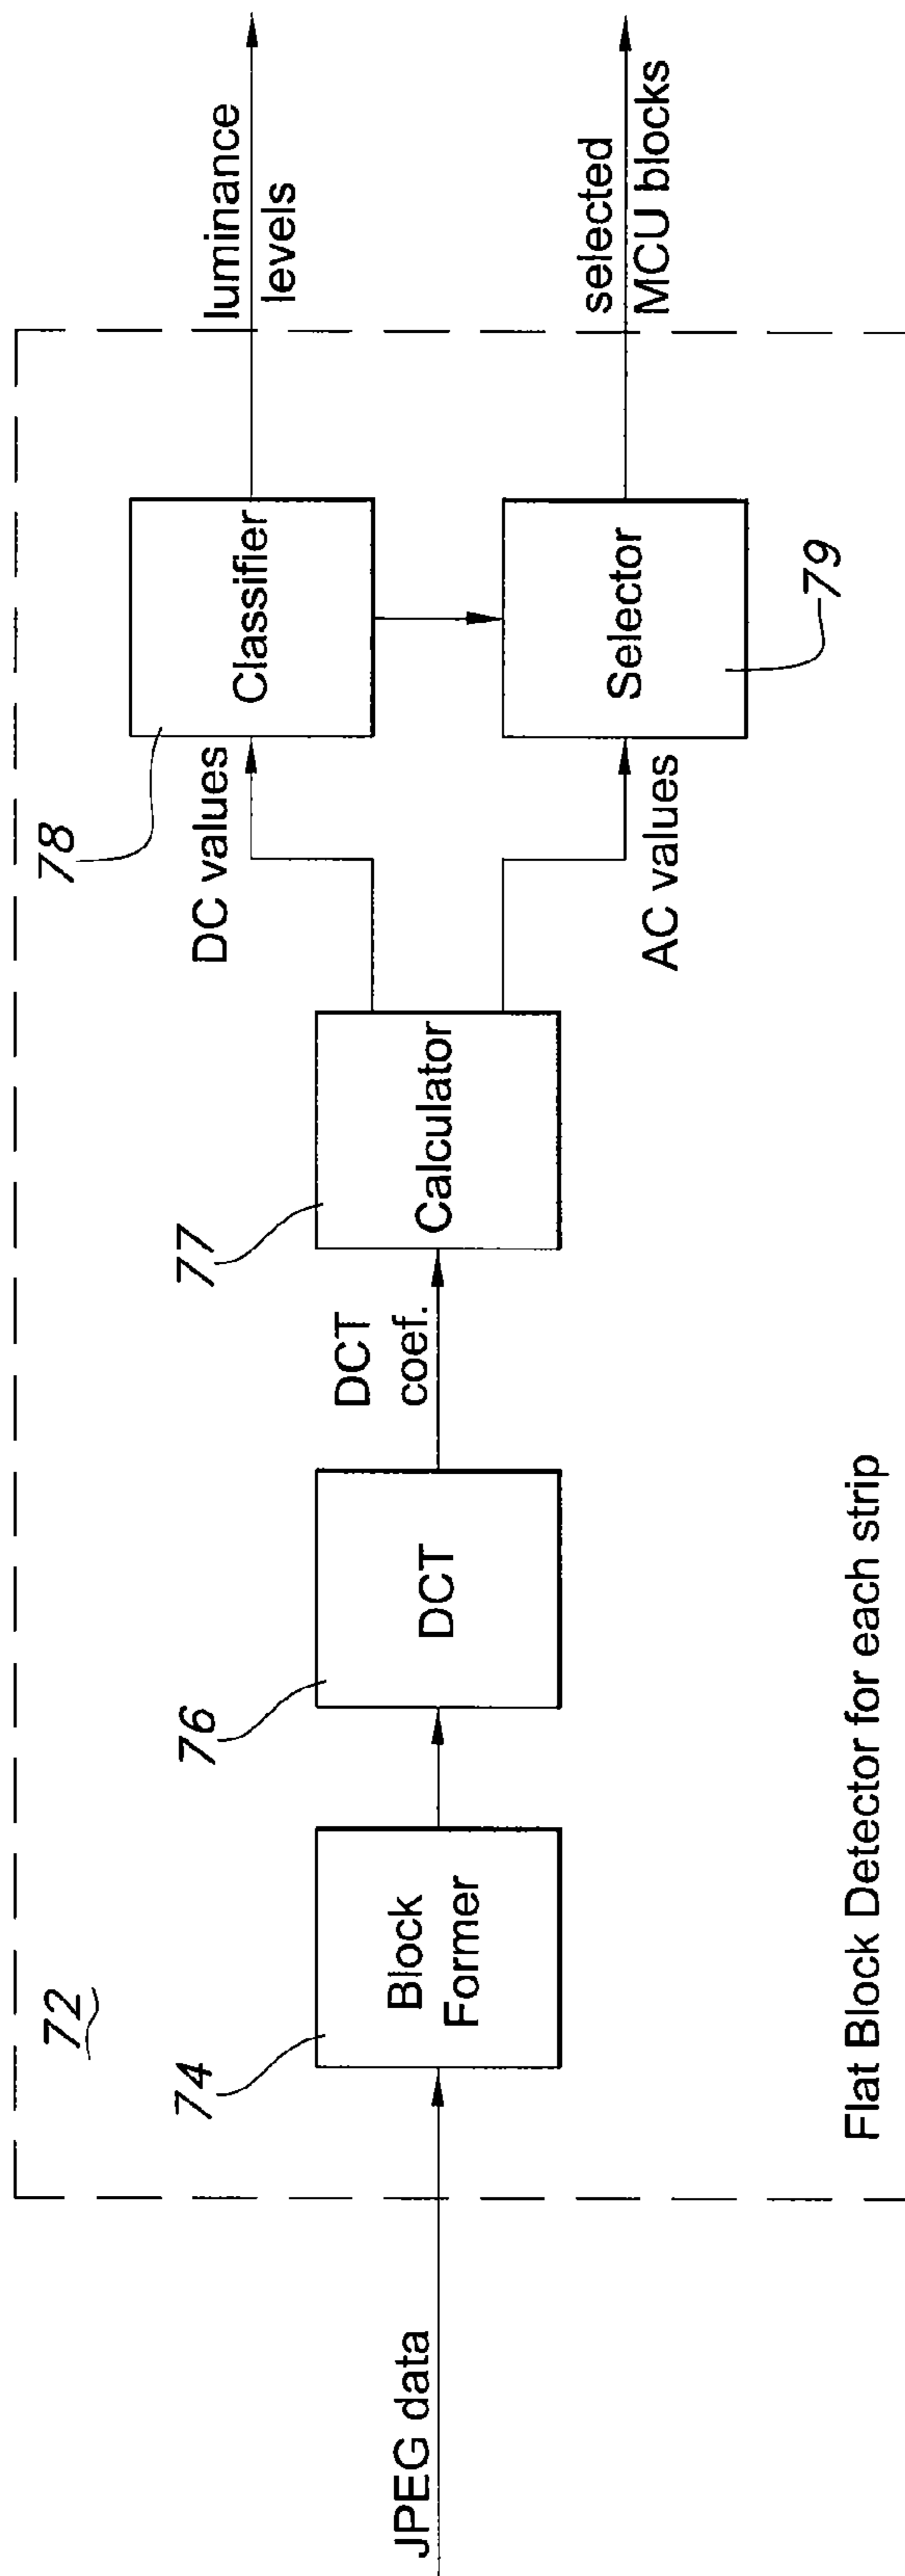 72
JPEG data
74
Block
Former
76
DCT
DCT
coef.
77
Calculator
DC values
78
Classifier
luminance
levels
AC values
Selector
79
selected
MCU blocks
Flat Block Detector for each strip